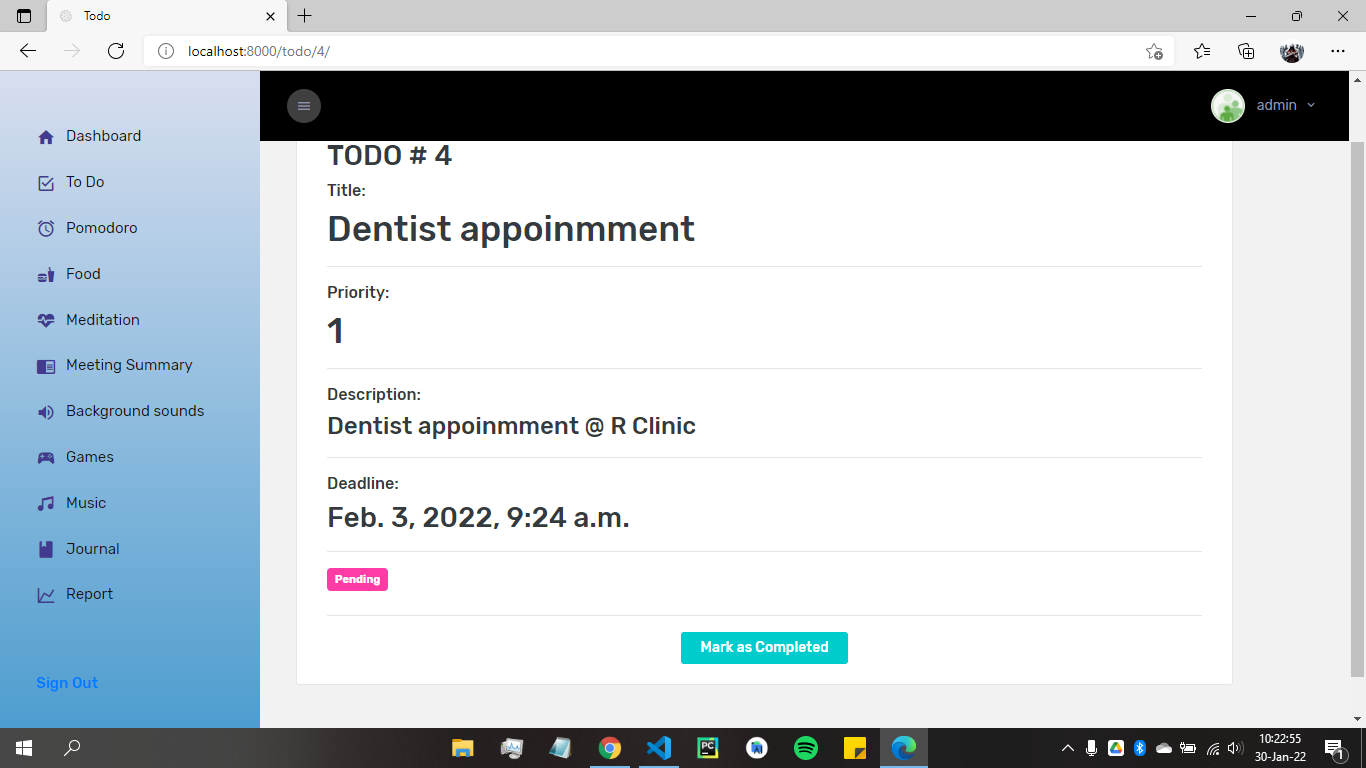 Todo
localhost:8000/todo/4/
admin
Dashboard
To Do
Pomodoro
Food
Meditation
Meeting Summary
Background sounds
Games
Music
Journal
Report
Sign Out
TODO # 4
Title:
Dentist appoinmment
Priority:
1
Description:
Dentist appoinmment @ R Clinic
Deadline:
Feb. 3, 2022, 9:24 a.m.
Pending
Mark as Completed
PC
10:22:55
30-Jan-22
1